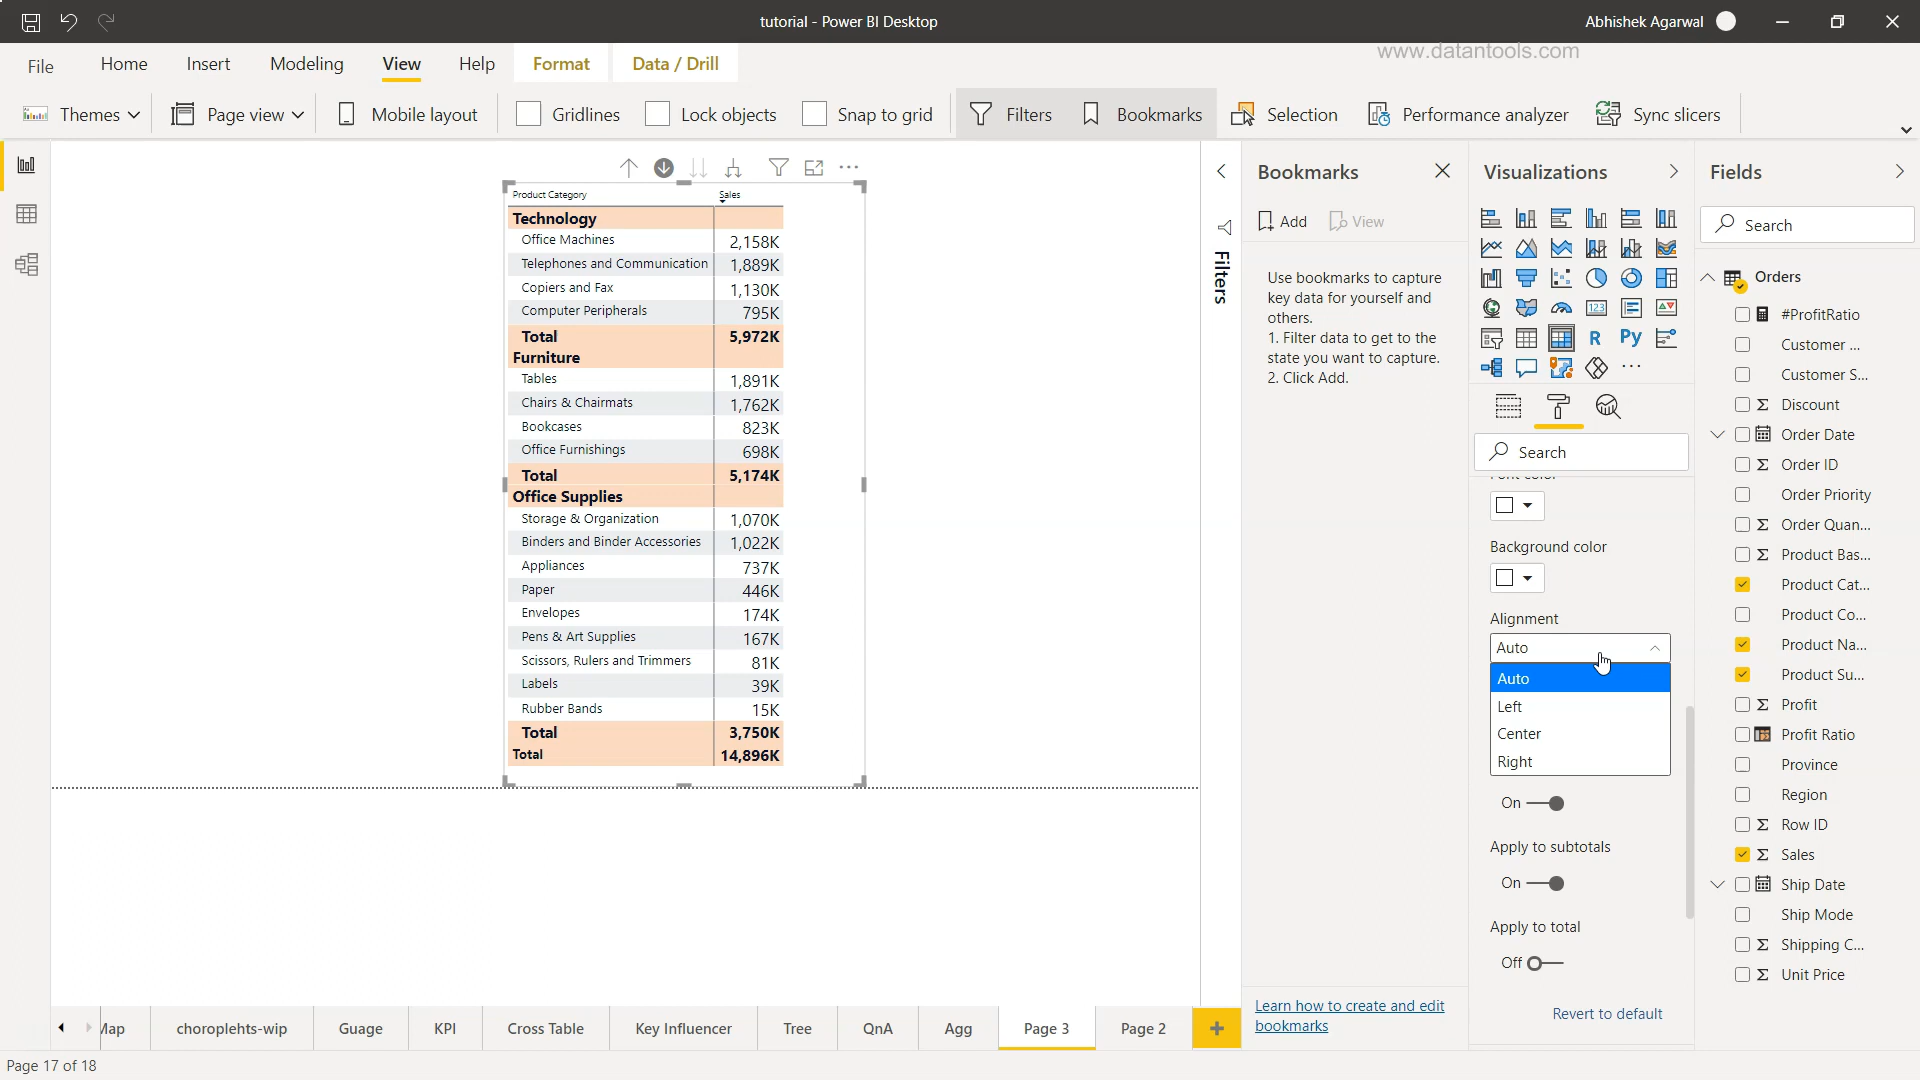 tutorial - Power BI Desktop
Abhishek Agarwal
www.datantools.com
File
Home
Insert
Modeling
View
Help
Format
Data / Drill
Themes
Page view
Mobile layout
Gridlines
Lock objects
Snap to grid
Filters
Bookmarks
Selection
Performance analyzer
Sync slicers
Product Category Sales
Technology
Office Machines 2,158K
Telephones and Communication 1,889K
Copiers and Fax 1,130K
Computer Peripherals 795K
Total 5,972K
Furniture
Tables 1,891K
Chairs & Chairmats 1,762K
Bookcases 823K
Office Furnishings 698K
Total 5,174K
Office Supplies
Storage & Organization 1,070K
Binders and Binder Accessories 1,022K
Appliances 737K
Paper 446K
Envelopes 174K
Pens & Art Supplies 167K
Scissors, Rulers and Trimmers 81K
Labels 39K
Rubber Bands 15K
Total 3,750K
Total 14,896K
Filters
Bookmarks
Add
View
Use bookmarks to capture
key data for yourself and
others.
1. Filter data to get to the
state you want to capture.
2. Click Add.
Learn how to create and edit
bookmarks
Visualizations
123
R
Py
Search
Font color
Background color
Alignment
Auto
Auto
Left
Center
Right
On
Apply to subtotals
On
Apply to total
Off
Revert to default
Fields
Search
Orders
#ProfitRatio
Customer ...
Customer S...
Discount
Order Date
Order ID
Order Priority
Order Quan...
Product Bas...
Product Cat...
Product Co...
Product Na...
Product Su...
Profit
Profit Ratio
Province
Region
Row ID
Sales
Ship Date
Ship Mode
Shipping C...
Unit Price
Map
choroplehts-wip
Guage
KPI
Cross Table
Key Influencer
Tree
QnA
Agg
Page 3
Page 2
Page 17 of 18